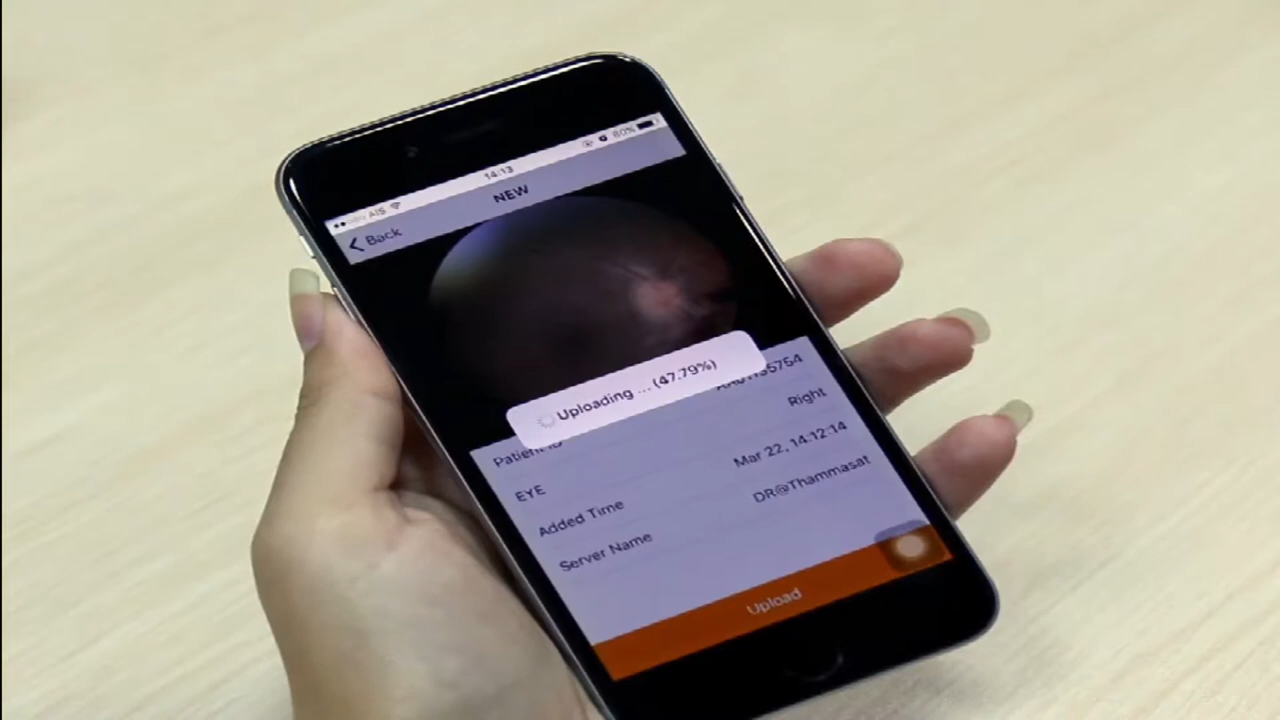 AIS 14:13 80%
Back NEW
Uploading ... (47.79%)
Patient ID
EYE Right
Added Time Mar 22, 14:12:14
Server Name DR@Thammasat
Upload